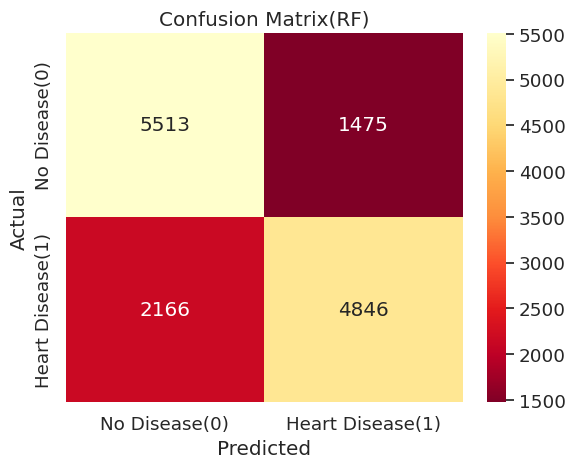 Confusion Matrix(RF)
Actual
No Disease(0)
Heart Disease(1)
5513
1475
2166
4846
No Disease(0)
Heart Disease(1)
Predicted
5500
5000
4500
4000
3500
3000
2500
2000
1500